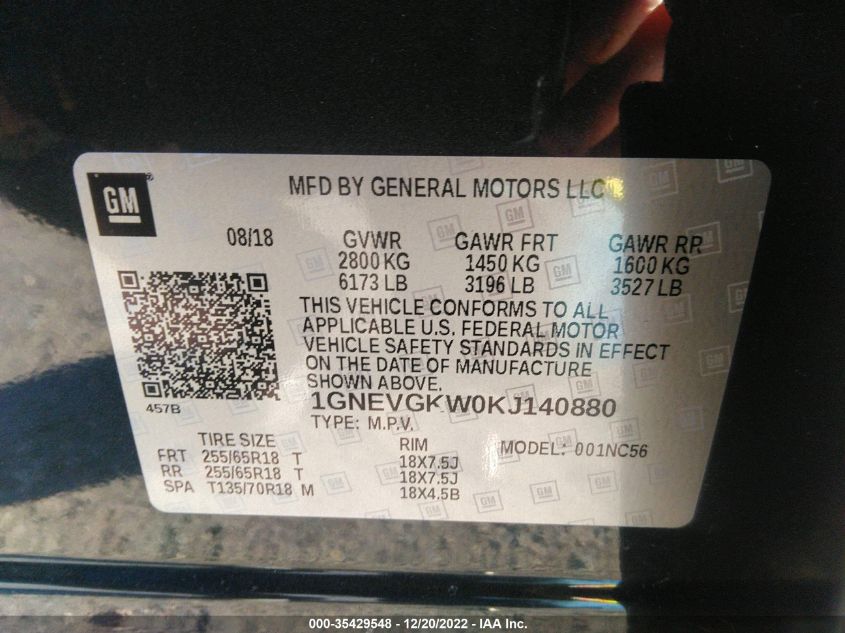 GM
MFD BY GENERAL MOTORS LLC
08/18 GVWR GAWR FRT GAWR RR
2800 KG 1450 KG 1600 KG
6173 LB 3196 LB 3527 LB
THIS VEHICLE CONFORMS TO ALL
APPLICABLE U.S. FEDERAL MOTOR
VEHICLE SAFETY STANDARDS IN EFFECT
ON THE DATE OF MANUFACTURE
SHOWN ABOVE.
457B
1GNEVGKW0KJ140880
TYPE: M.P.V.
TIRE SIZE RIM MODEL: 001NC56
FRT 255/65R18 T 18X7.5J
RR 255/65R18 T 18X7.5J
SPA T135/70R18 M 18X4.5B
000-35429548 - 12/20/2022 - IAA Inc.